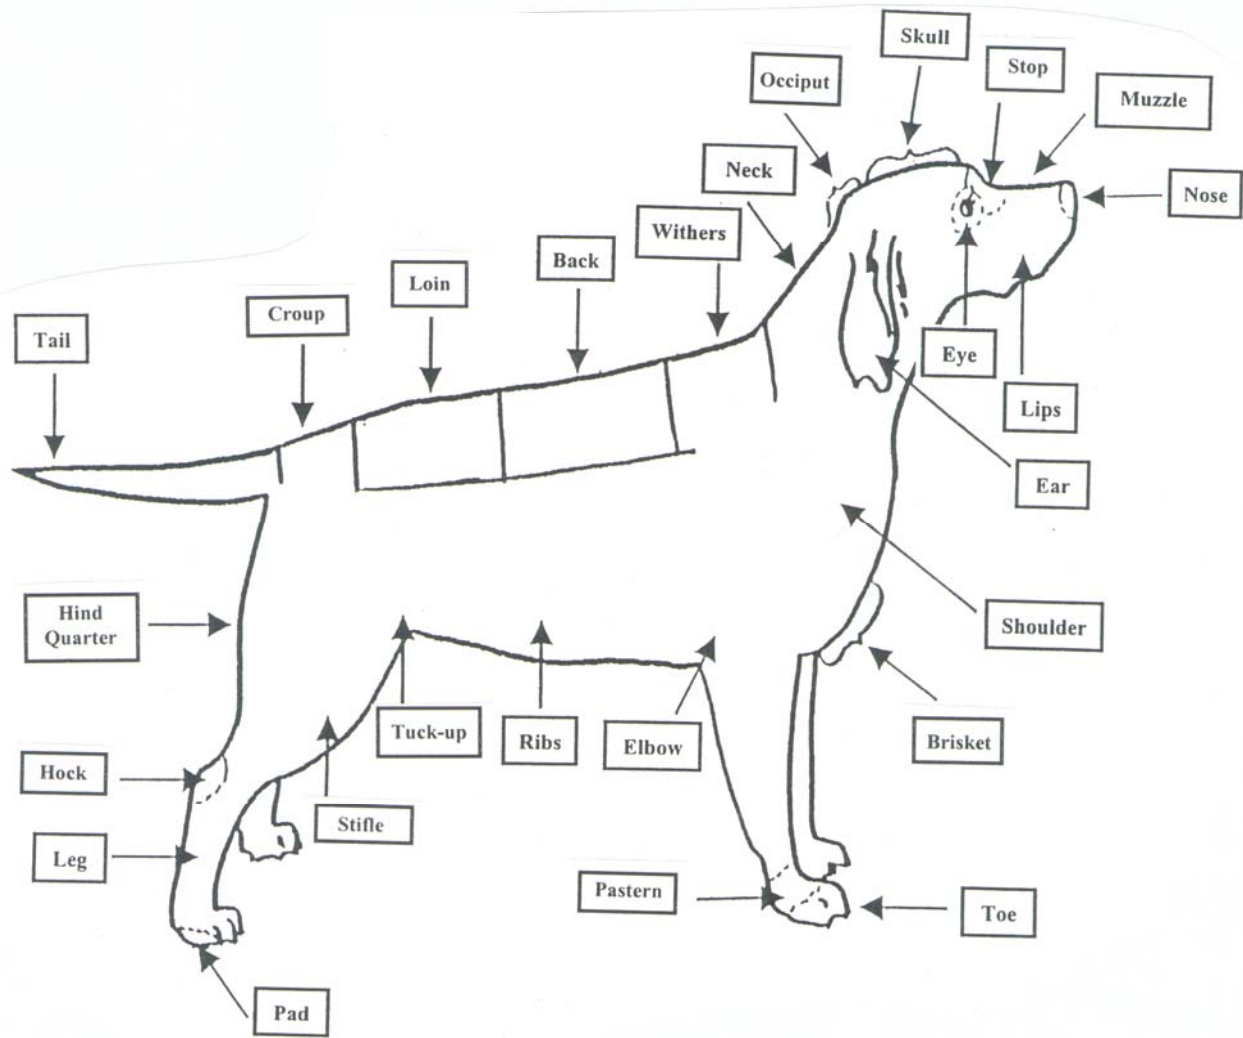 Skull
Stop
Occiput
Muzzle
Neck
Nose
Withers
Back
Loin
Croup
Tail
Eye
Lips
Ear
Hind
Quarter
Shoulder
Tuck-up
Ribs
Elbow
Brisket
Hock
Stifle
Leg
Pastern
Toe
Pad